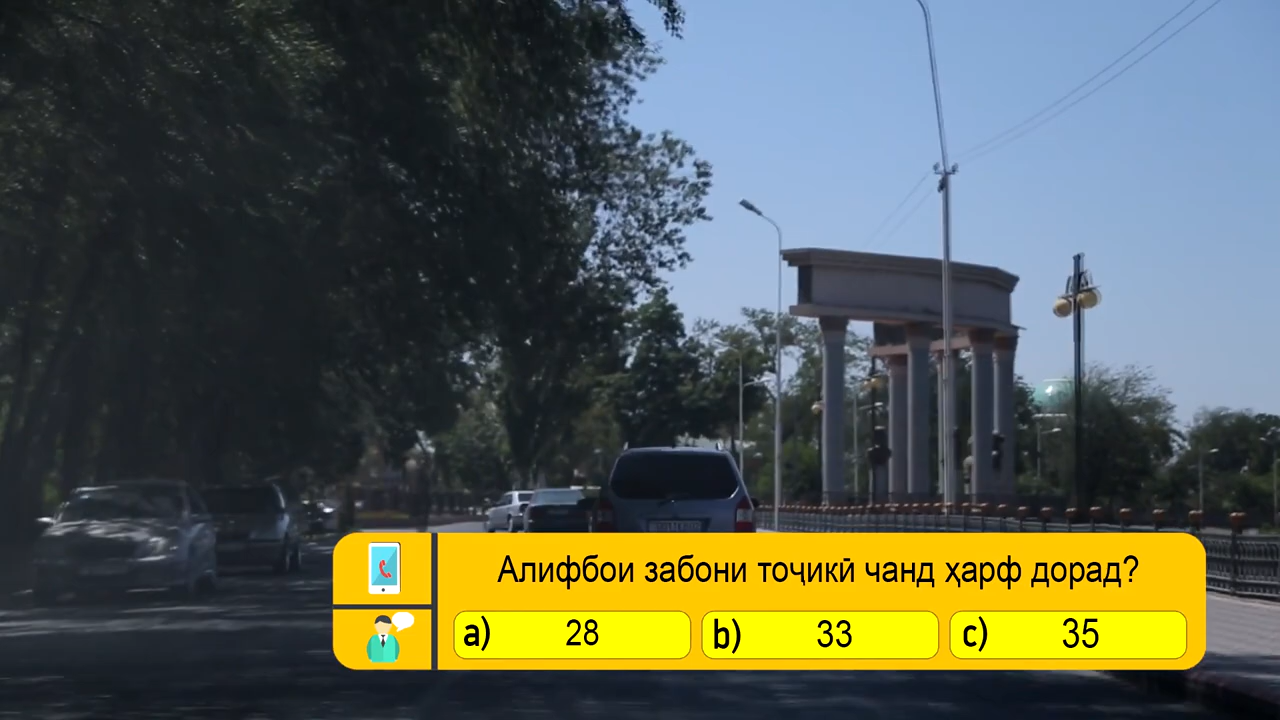 Алифбои забони тоҷикӣ чанд ҳарф дорад?
a) 28 b) 33 c) 35